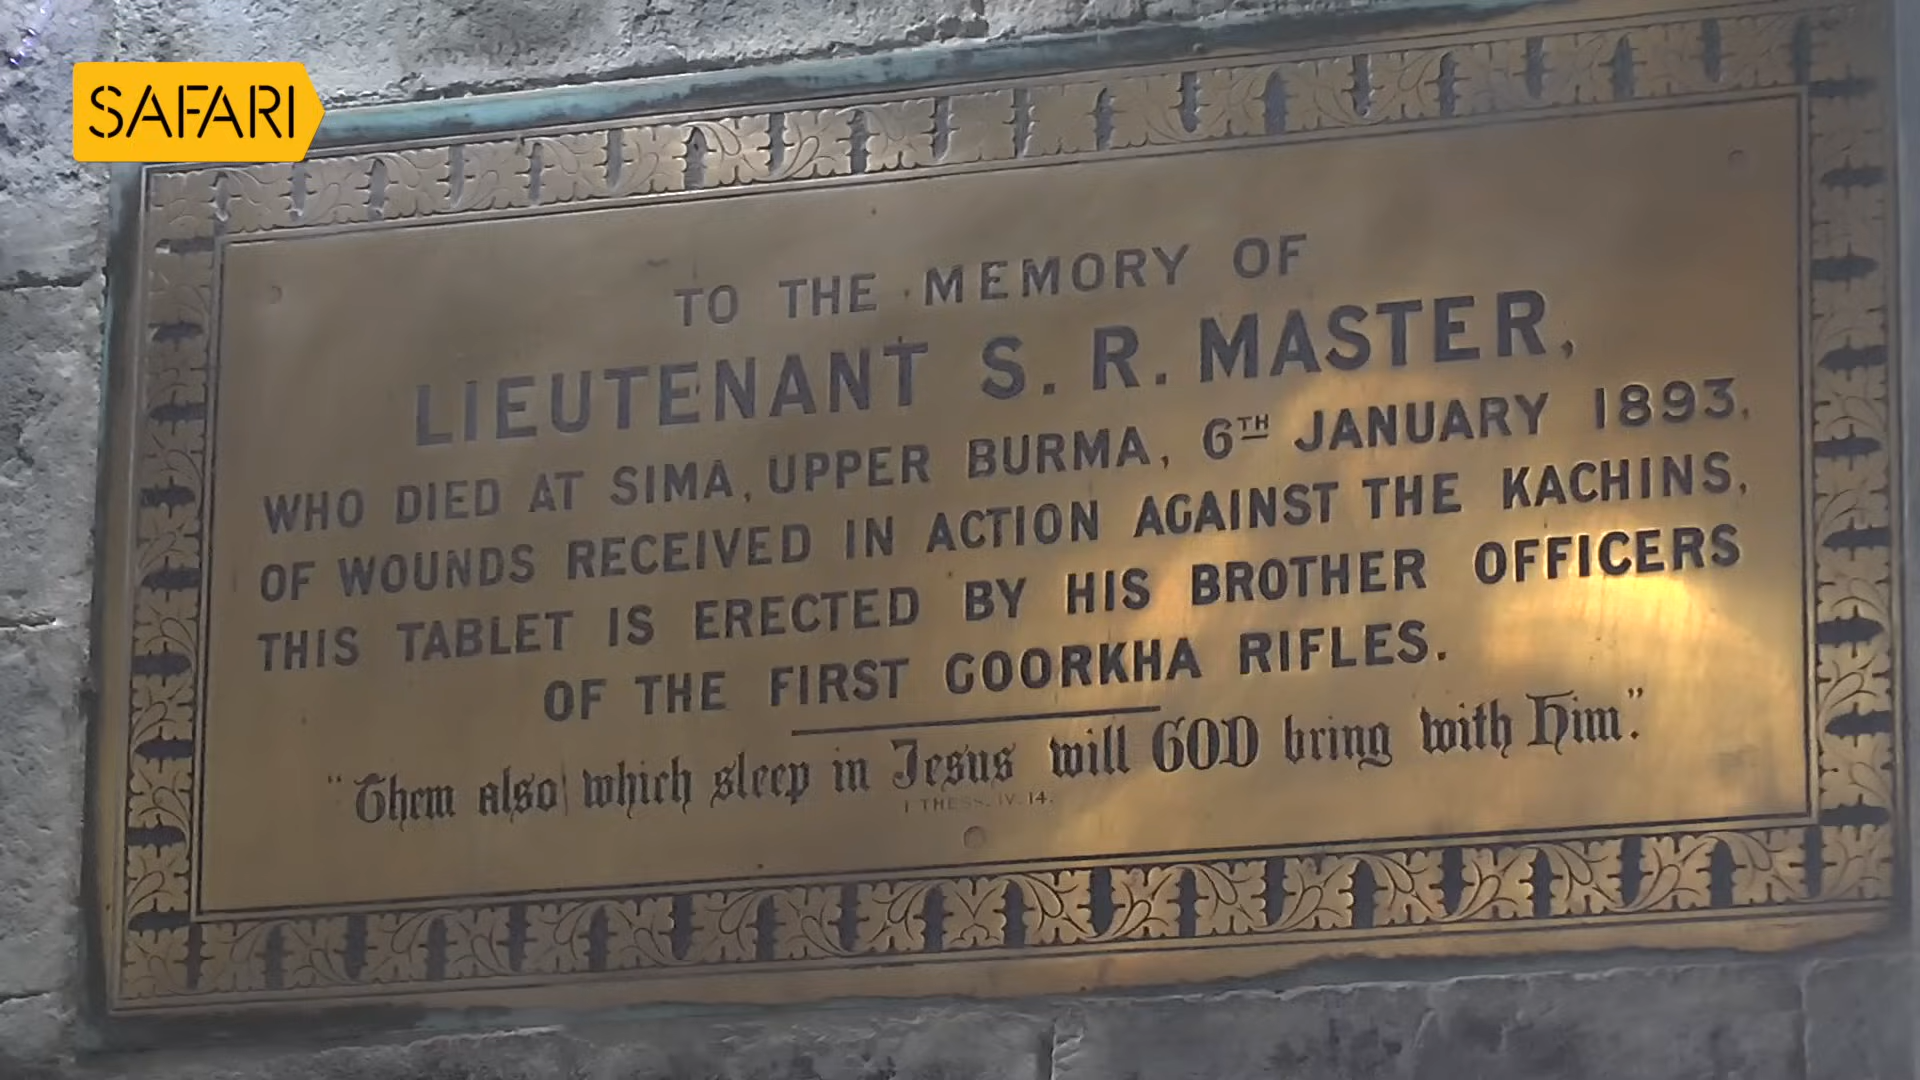 SAFARI
TO THE MEMORY OF
LIEUTENANT S. R. MASTER,
WHO DIED AT SIMA, UPPER BURMA, 6TH JANUARY 1893,
OF WOUNDS RECEIVED IN ACTION AGAINST THE KACHINS,
THIS TABLET IS ERECTED BY HIS BROTHER OFFICERS
OF THE FIRST GOORKHA RIFLES.
"Them also which sleep in Jesus will GOD bring with Him."
I THESS. IV. 14.